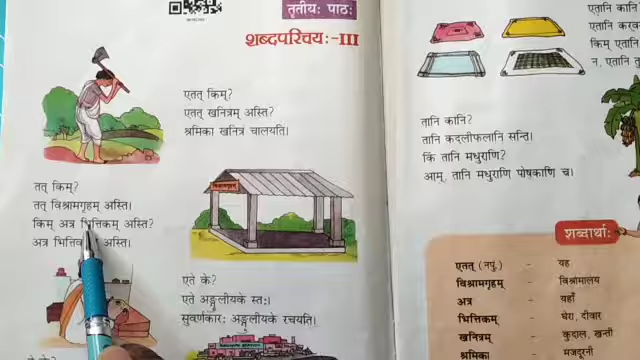 तृतीयः पाठः
शब्दपरिचयः-III
एतत् किम्?
एतत् खनित्रम् अस्ति?
श्रमिका खनित्रं चालयति।
तत् किम्?
तत् विश्रामगृहम् अस्ति।
किम् अत्र भित्तिकम् अस्ति?
अत्र अस्ति।
एते के?
एते अङ्गुलीयके स्तः।
सुवर्णकारः अङ्गुलीयके रचयति।
एतानि कानि
एतानि
किम् एतानि
न, एतानि तु
तानि कानि?
तानि कदलीफलानि सन्ति।
किं तानि मधुराणि?
आम्, तानि मधुराणि पोषकाणि च।
शब्दार्थाः
एतत् (नपु.) - यह
विश्रामगृहम् - विश्रामालय
अत्र - यहाँ
भित्तिकम् - घेरा, दीवार
खनित्रम् - कुदाल, खन्ती
श्रमिका - मजदूरनी